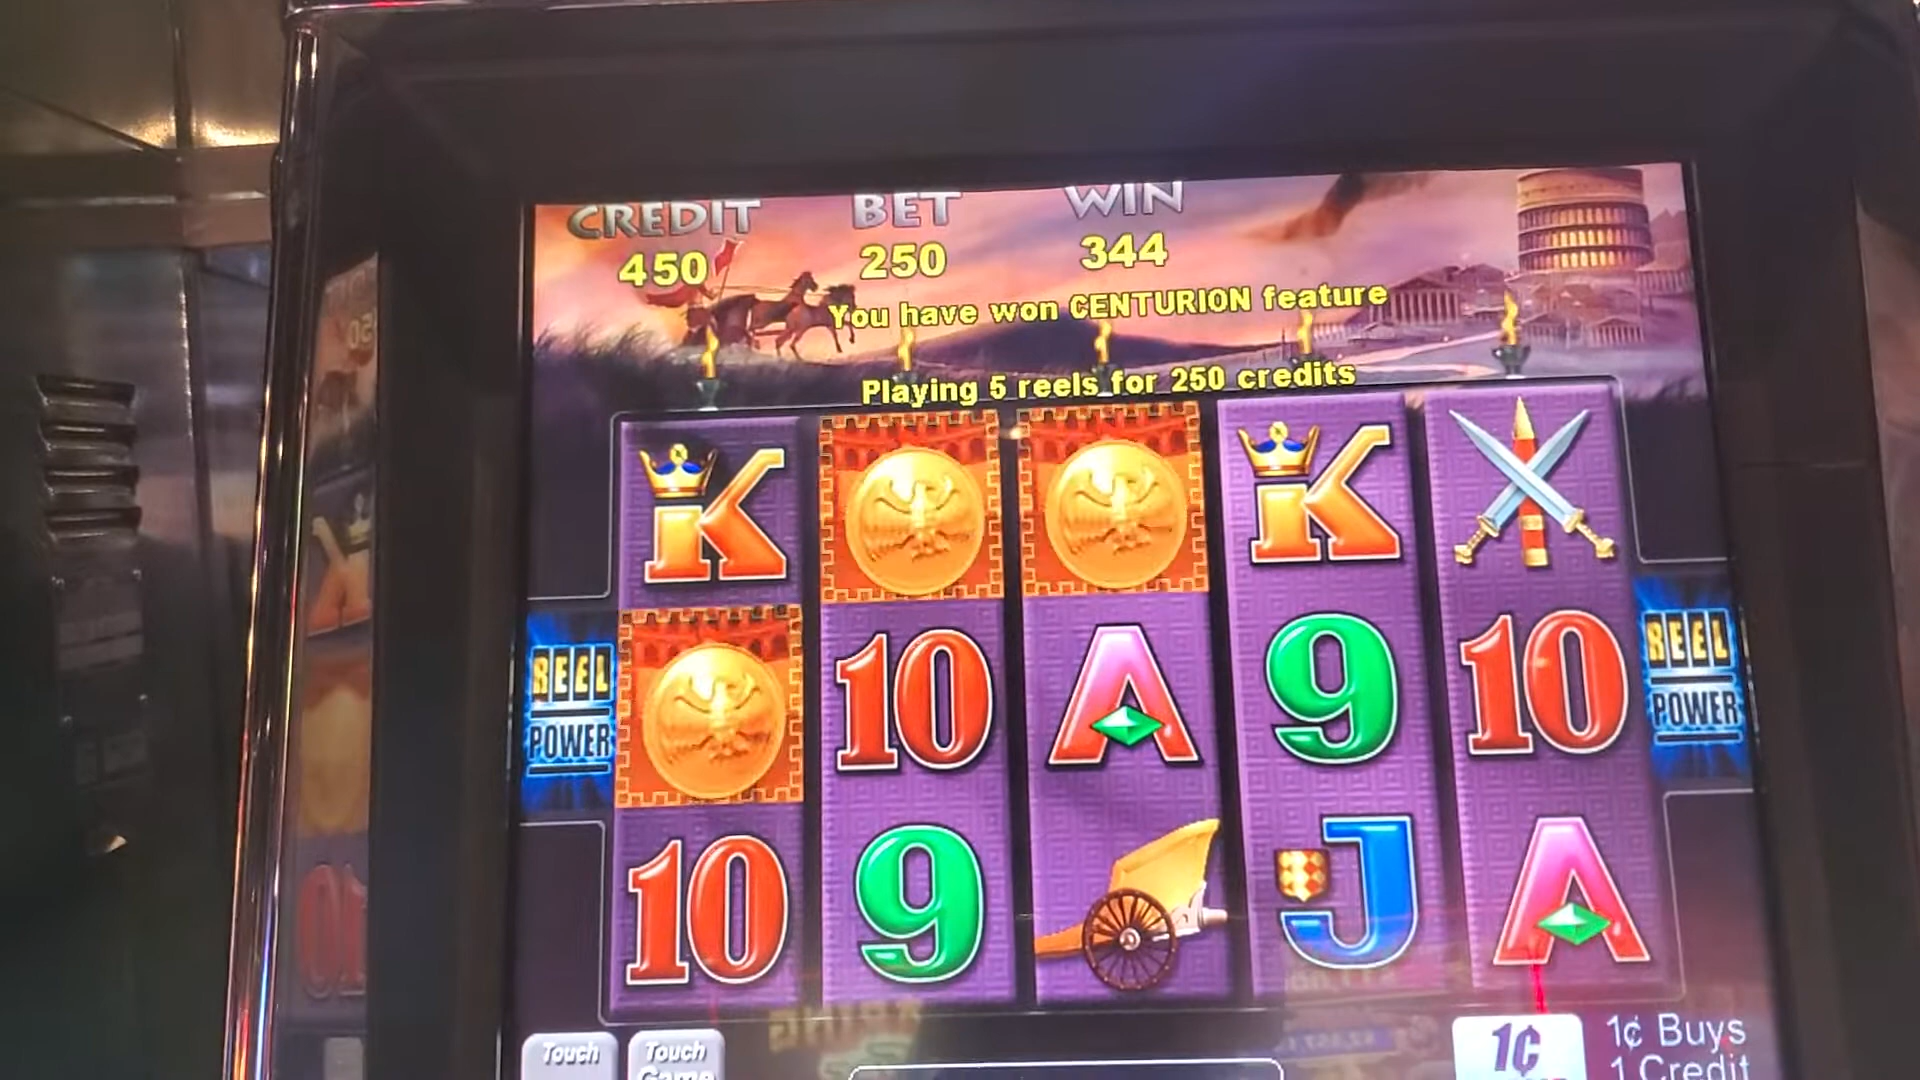 CREDIT BET WIN
450 250 344
You have won CENTURION feature
Playing 5 reels for 250 credits
K K
REEL POWER 10 A 9 10 REEL POWER
10 9 J A
Touch
Touch
Game
1¢
1¢ Buys
1 Credit